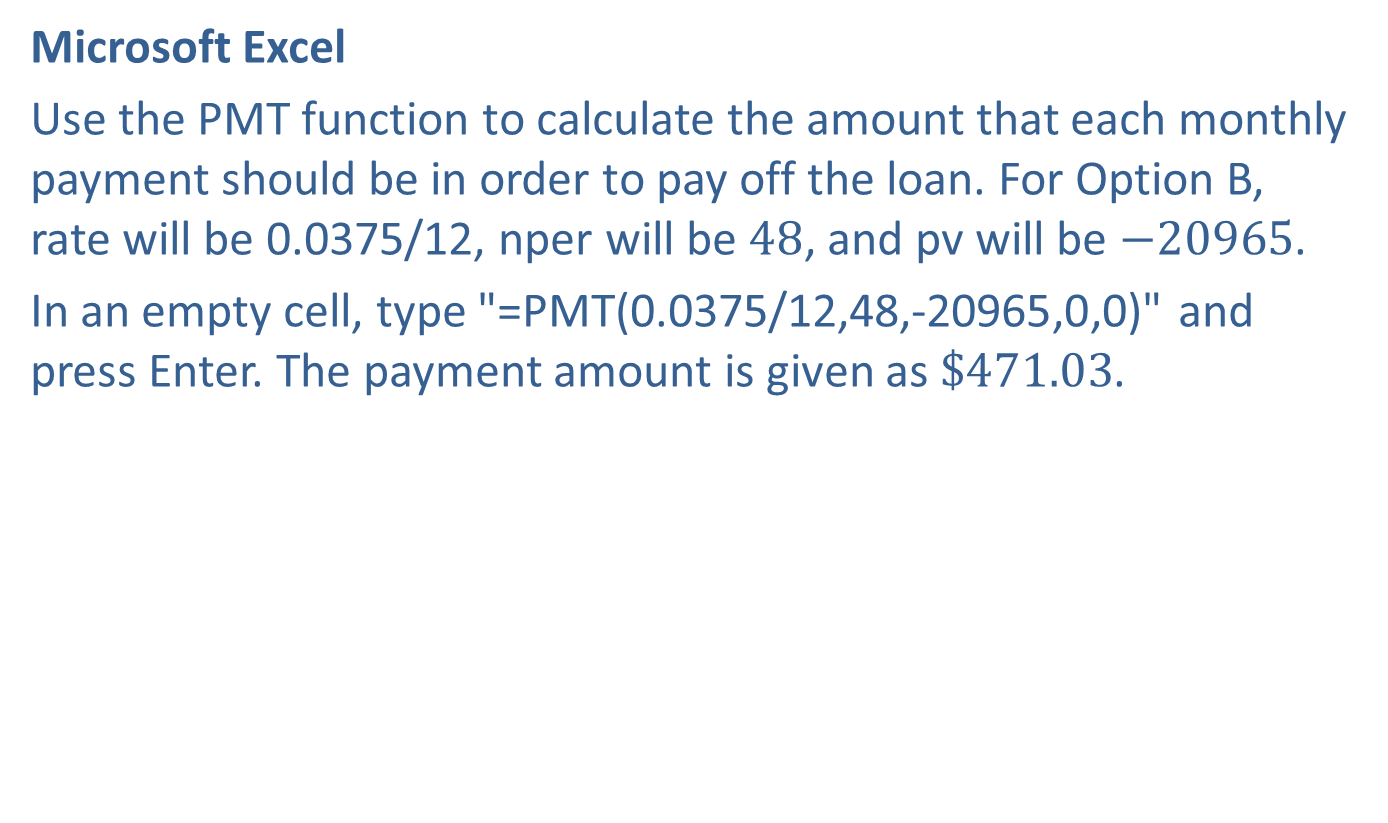 Microsoft Excel
Use the PMT function to calculate the amount that each monthly
payment should be in order to pay off the loan. For Option B,
rate will be 0.0375/12, nper will be 48, and pv will be −20965.
In an empty cell, type "=PMT(0.0375/12,48,-20965,0,0)" and
press Enter. The payment amount is given as $471.03.